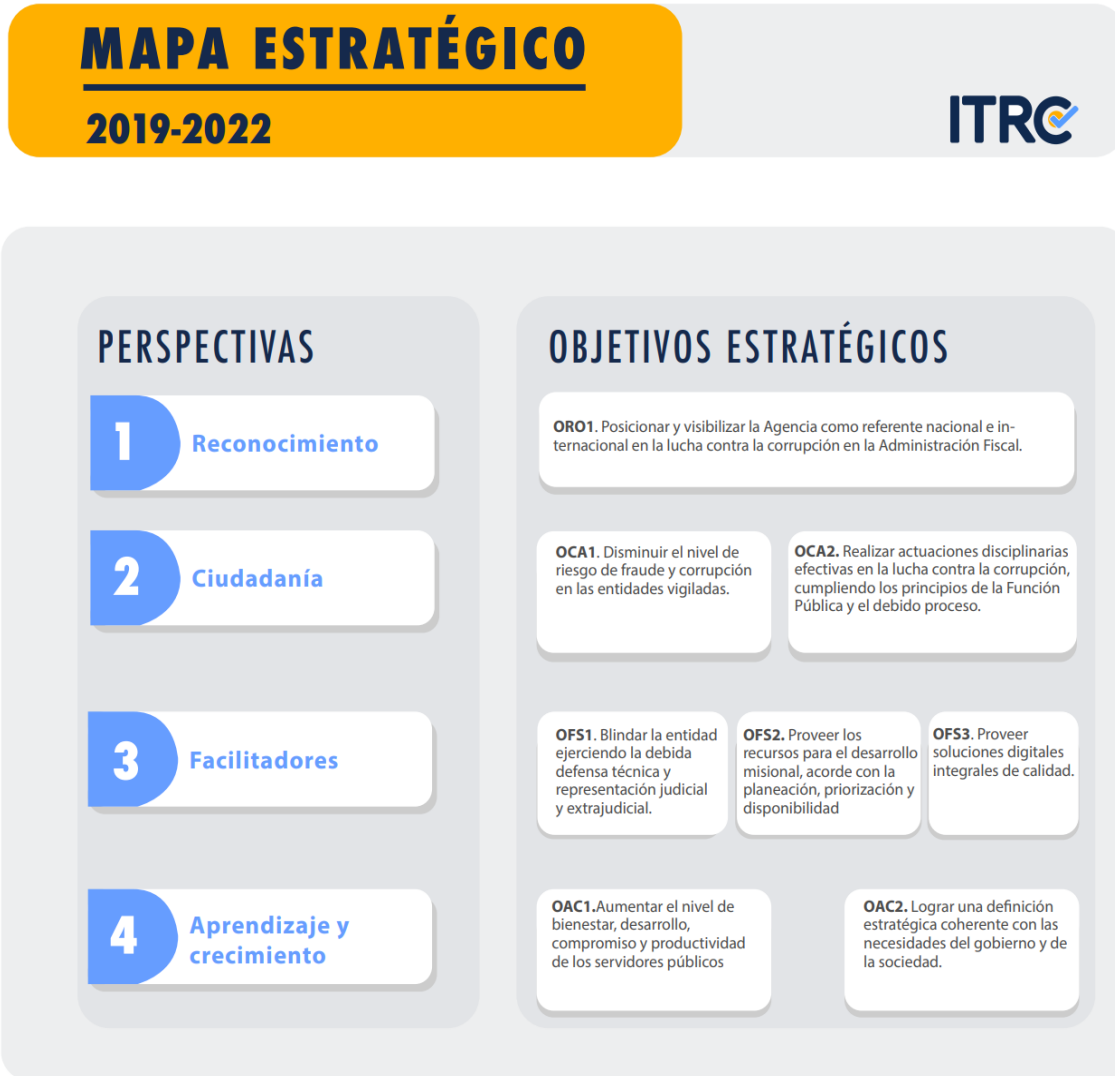 MAPA ESTRATÉGICO
2019-2022
ITRC
PERSPECTIVAS
OBJETIVOS ESTRATÉGICOS
1
Reconocimiento
ORO1. Posicionar y visibilizar la Agencia como referente nacional e in-
ternacional en la lucha contra la corrupción en la Administración Fiscal.
2
Ciudadanía
OCA1. Disminuir el nivel de
riesgo de fraude y corrupción
en las entidades vigiladas.
OCA2. Realizar actuaciones disciplinarias
efectivas en la lucha contra la corrupción,
cumpliendo los principios de la Función
Pública y el debido proceso.
3
Facilitadores
OFS1. Blindar la entidad
ejerciendo la debida
defensa técnica y
representación judicial
y extrajudicial.
OFS2. Proveer los
recursos para el desarrollo
misional, acorde con la
planeación, priorización y
disponibilidad
OFS3. Proveer
soluciones digitales
integrales de calidad.
4
Aprendizaje y
crecimiento
OAC1.Aumentar el nivel de
bienestar, desarrollo,
compromiso y productividad
de los servidores públicos
OAC2. Lograr una definición
estratégica coherente con las
necesidades del gobierno y de
la sociedad.